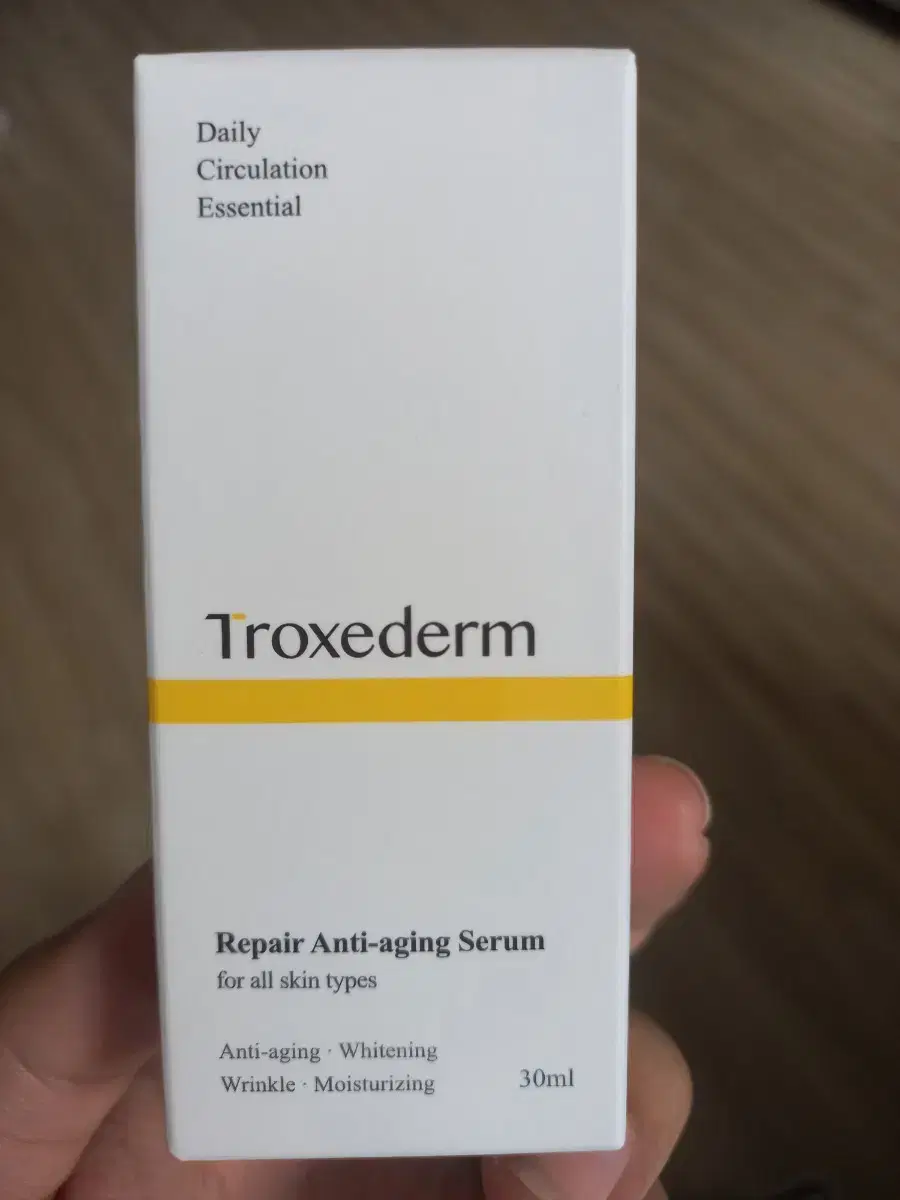 Daily
Circulation
Essential
Troxederm
Repair Anti-aging Serum
for all skin types
Anti-aging · Whitening
Wrinkle · Moisturizing
30ml